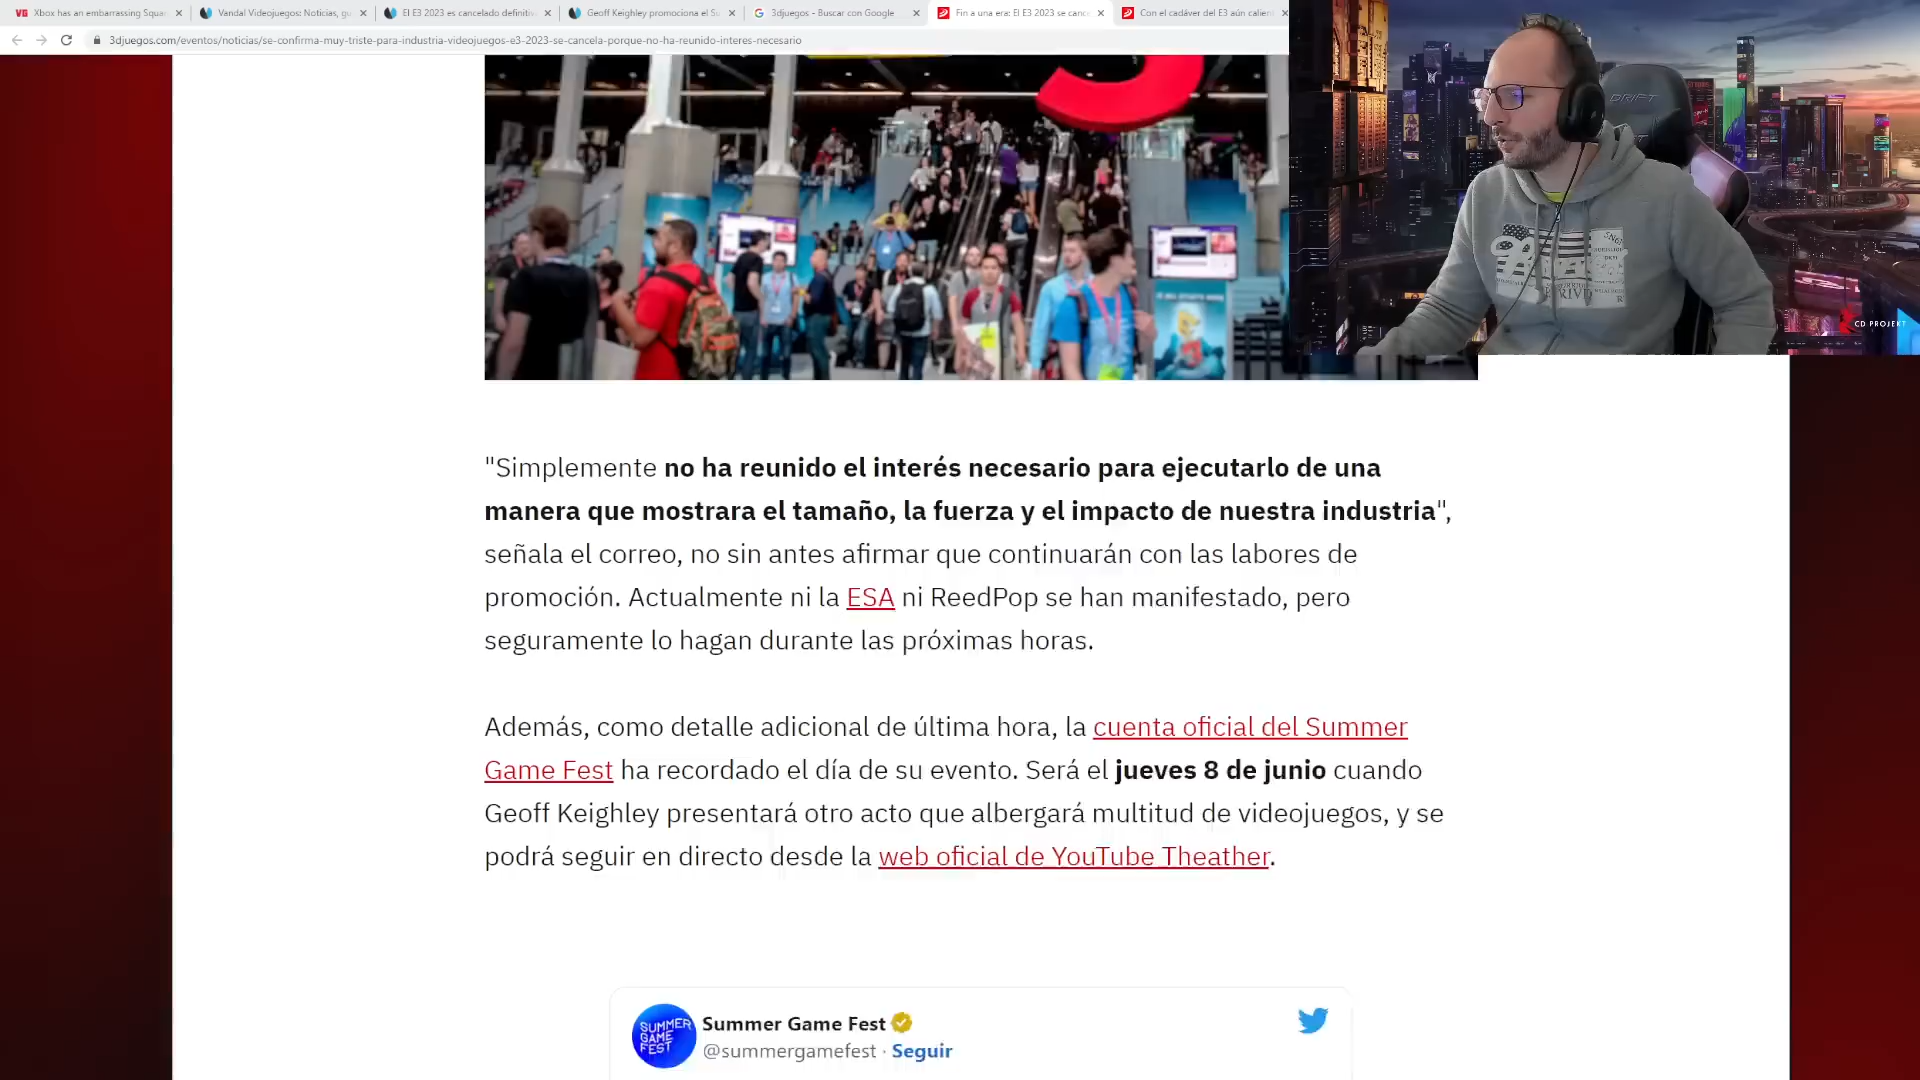 Xbox has an embarrassing Squar
Vandal Videojuegos: Noticias, gu
El E3 2023 es cancelado definitiv
Geoff Keighley promociona el Su
3djuegos - Buscar con Google
Fin a una era: El E3 2023 se cance
Con el cadáver del E3 aún calien
3djuegos.com/eventos/noticias/se-confirma-muy-triste-para-industria-videojuegos-e3-2023-se-cancela-porque-no-ha-reunido-interes-necesario
DRIFT
CD PROJEKT
"Simplemente no ha reunido el interés necesario para ejecutarlo de una
manera que mostrara el tamaño, la fuerza y el impacto de nuestra industria",
señala el correo, no sin antes afirmar que continuarán con las labores de
promoción. Actualmente ni la ESA ni ReedPop se han manifestado, pero
seguramente lo hagan durante las próximas horas.
Además, como detalle adicional de última hora, la cuenta oficial del Summer
Game Fest ha recordado el día de su evento. Será el jueves 8 de junio cuando
Geoff Keighley presentará otro acto que albergará multitud de videojuegos, y se
podrá seguir en directo desde la web oficial de YouTube Theather.
SUMMER
GAME
FEST
Summer Game Fest
@summergamefest · Seguir